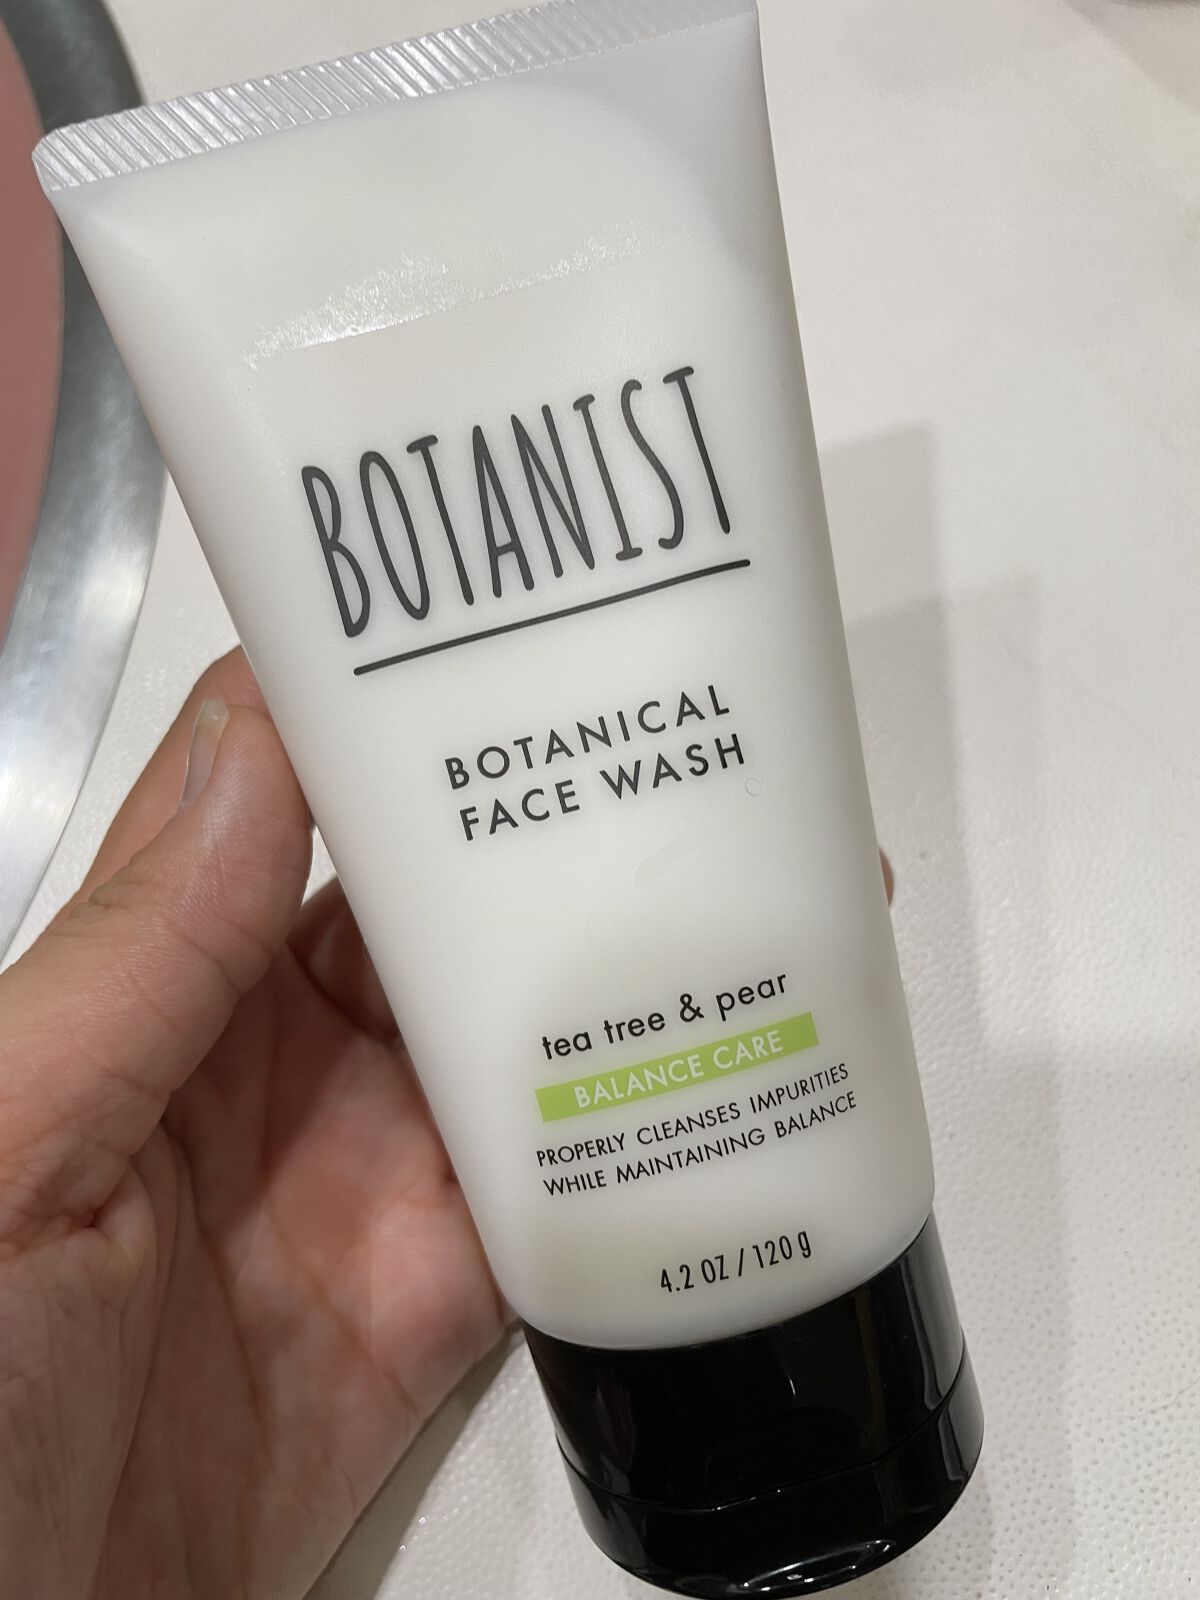 BOTANIST
BOTANICAL
FACE WASH
tea tree & pear
BALANCE CARE
PROPERLY CLEANSES IMPURITIES
WHILE MAINTAINING BALANCE
4.2 OZ / 120 g